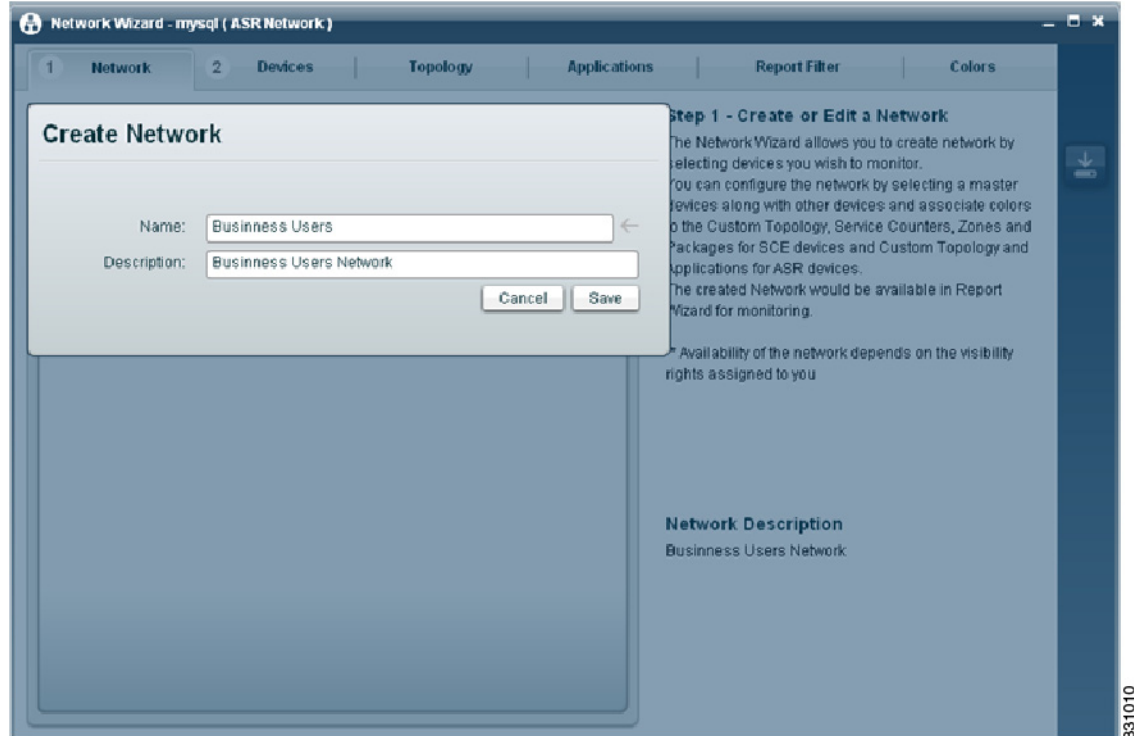 Network Wizard - mysql ( ASR Network )
1 Network 2 Devices Topology Applications Report Filter Colors
Create Network
Name: Businness Users
Description: Businness Users Network
Cancel Save
Step 1 - Create or Edit a Network
The Network Wizard allows you to create network by
selecting devices you wish to monitor.
You can configure the network by selecting a master
devices along with other devices and associate colors
to the Custom Topology, Service Counters, Zones and
Packages for SCE devices and Custom Topology and
Applications for ASR devices.
The created Network would be available in Report
Wizard for monitoring.
* Availability of the network depends on the visibility
rights assigned to you
Network Description
Businness Users Network
331010